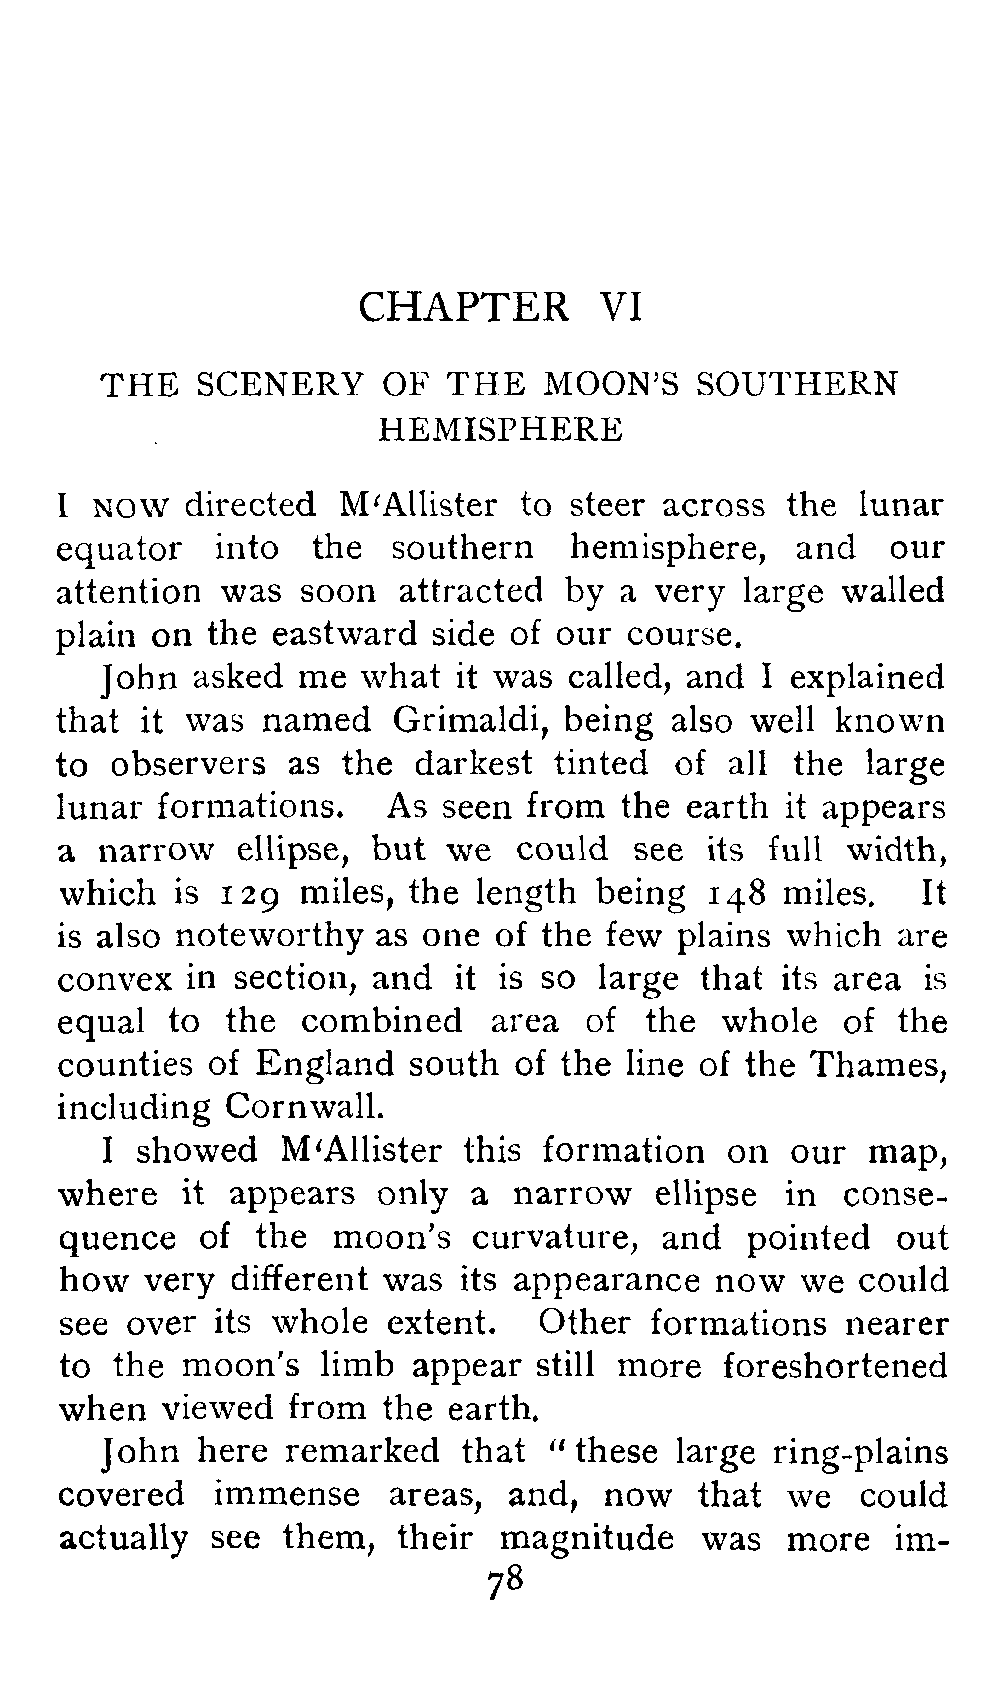 CHAPTER VI
THE SCENERY OF THE MOON'S SOUTHERN
HEMISPHERE
I NOW directed M‘Allister to steer across the lunar
equator into the southern hemisphere, and our
attention was soon attracted by a very large walled
plain on the eastward side of our course.
John asked me what it was called, and I explained
that it was named Grimaldi, being also well known
to observers as the darkest tinted of all the large
lunar formations. As seen from the earth it appears
a narrow ellipse, but we could see its full width,
which is 129 miles, the length being 148 miles. It
is also noteworthy as one of the few plains which are
convex in section, and it is so large that its area is
equal to the combined area of the whole of the
counties of England south of the line of the Thames,
including Cornwall.
I showed M‘Allister this formation on our map,
where it appears only a narrow ellipse in conse-
quence of the moon's curvature, and pointed out
how very different was its appearance now we could
see over its whole extent. Other formations nearer
to the moon's limb appear still more foreshortened
when viewed from the earth.
John here remarked that “these large ring-plains
covered immense areas, and, now that we could
actually see them, their magnitude was more im-
78